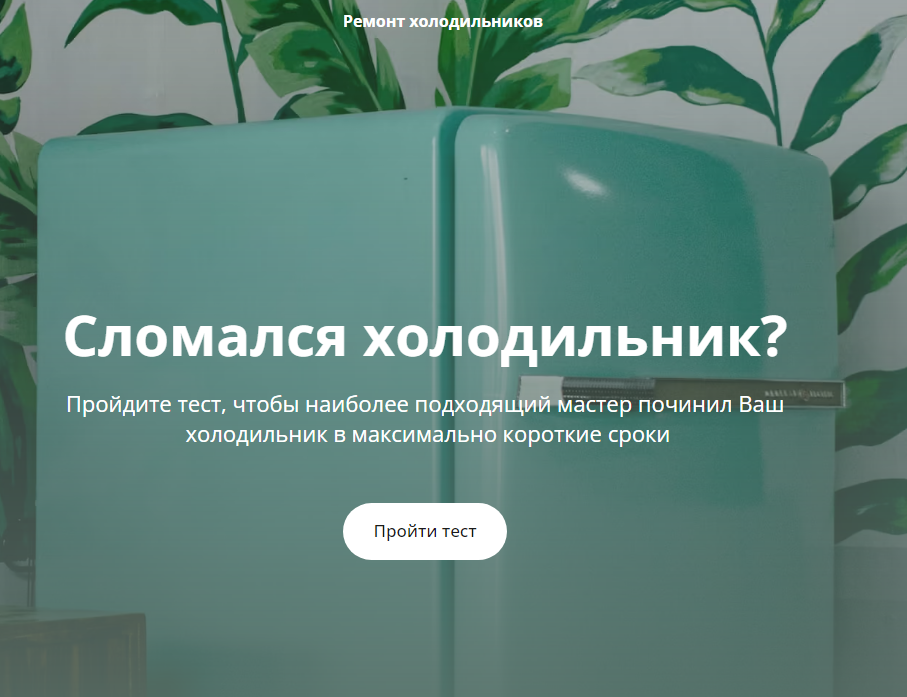 Ремонт холодильников
Сломался холодильник?
Пройдите тест, чтобы наиболее подходящий мастер починил Ваш
холодильник в максимально короткие сроки
Пройти тест